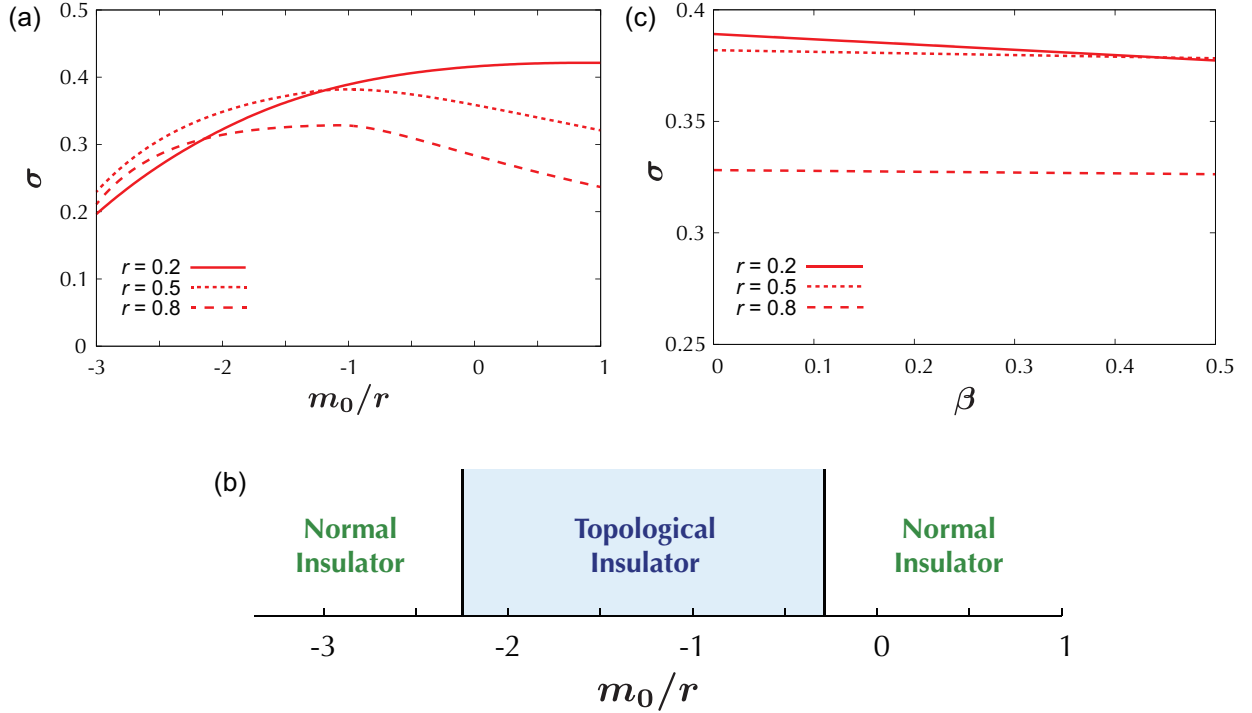 (a)
0.5
0.4
0.3
0.2
0.1
0
σ
r = 0.2
r = 0.5
r = 0.8
-3
-2
-1
0
1
m₀/r
(c)
0.4
0.35
0.3
0.25
σ
r = 0.2
r = 0.5
r = 0.8
0
0.1
0.2
0.3
0.4
0.5
β
(b)
Normal
Insulator
Topological
Insulator
Normal
Insulator
-3
-2
-1
0
1
m₀/r